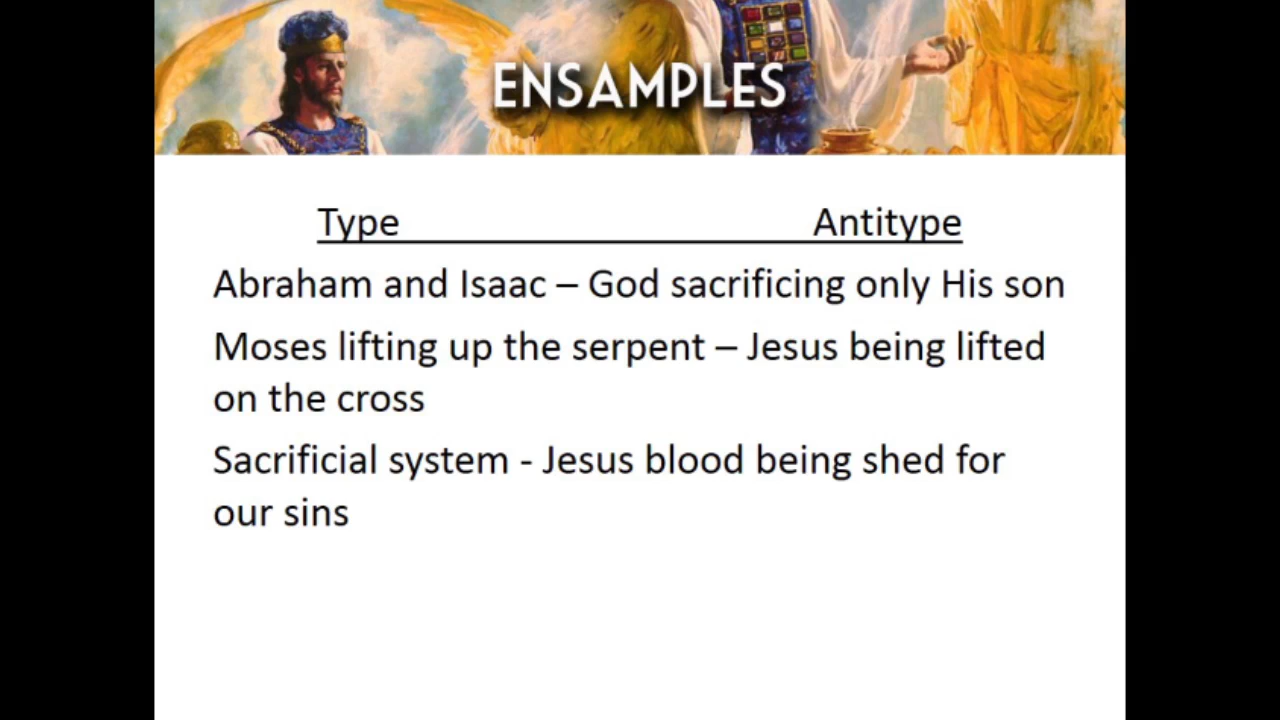 ENSAMPLES
Type Antitype
Abraham and Isaac – God sacrificing only His son
Moses lifting up the serpent – Jesus being lifted
on the cross
Sacrificial system - Jesus blood being shed for
our sins